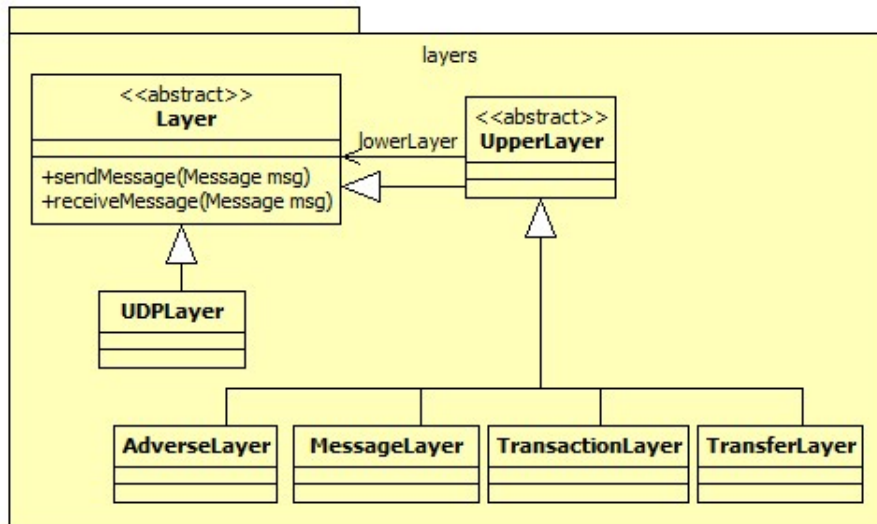 layers
<<abstract>>
Layer
+sendMessage(Message msg)
+receiveMessage(Message msg)
lowerLayer
<<abstract>>
UpperLayer
UDPLayer
AdverseLayer
MessageLayer
TransactionLayer
TransferLayer